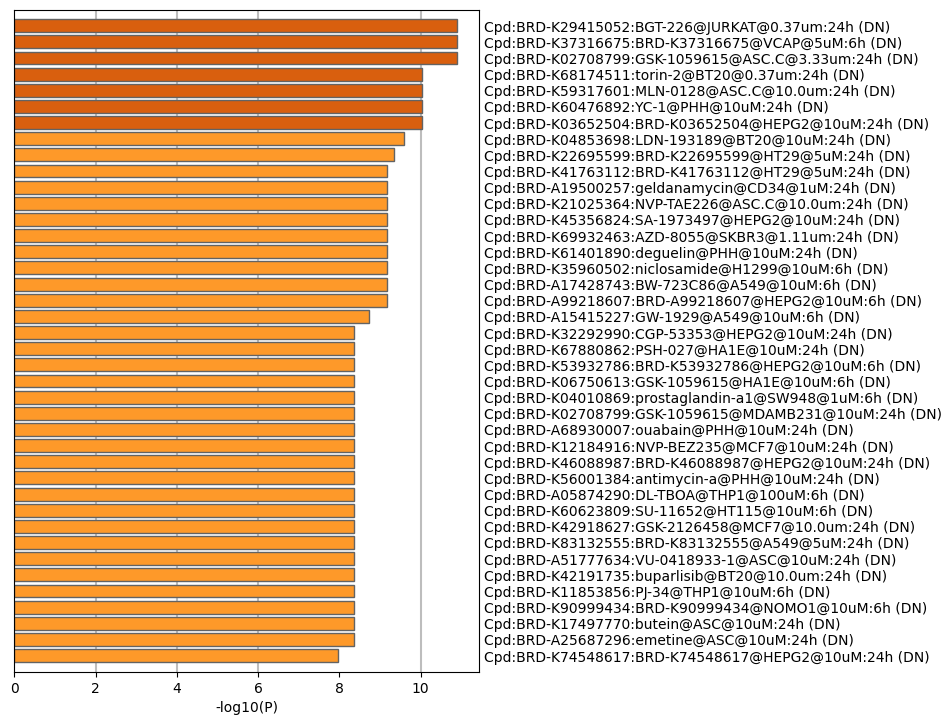 Cpd:BRD-K29415052:BGT-226@JURKAT@0.37um:24h (DN)
Cpd:BRD-K37316675:BRD-K37316675@VCAP@5uM:6h (DN)
Cpd:BRD-K02708799:GSK-1059615@ASC.C@3.33um:24h (DN)
Cpd:BRD-K68174511:torin-2@BT20@0.37um:24h (DN)
Cpd:BRD-K59317601:MLN-0128@ASC.C@10.0um:24h (DN)
Cpd:BRD-K60476892:YC-1@PHH@10uM:24h (DN)
Cpd:BRD-K03652504:BRD-K03652504@HEPG2@10uM:24h (DN)
Cpd:BRD-K04853698:LDN-193189@BT20@10uM:24h (DN)
Cpd:BRD-K22695599:BRD-K22695599@HT29@5uM:24h (DN)
Cpd:BRD-K41763112:BRD-K41763112@HT29@5uM:24h (DN)
Cpd:BRD-A19500257:geldanamycin@CD34@1uM:24h (DN)
Cpd:BRD-K21025364:NVP-TAE226@ASC.C@10.0um:24h (DN)
Cpd:BRD-K45356824:SA-1973497@HEPG2@10uM:24h (DN)
Cpd:BRD-K69932463:AZD-8055@SKBR3@1.11um:24h (DN)
Cpd:BRD-K61401890:deguelin@PHH@10uM:24h (DN)
Cpd:BRD-K35960502:niclosamide@H1299@10uM:6h (DN)
Cpd:BRD-A17428743:BW-723C86@A549@10uM:6h (DN)
Cpd:BRD-A99218607:BRD-A99218607@HEPG2@10uM:6h (DN)
Cpd:BRD-A15415227:GW-1929@A549@10uM:6h (DN)
Cpd:BRD-K32292990:CGP-53353@HEPG2@10uM:24h (DN)
Cpd:BRD-K67880862:PSH-027@HA1E@10uM:24h (DN)
Cpd:BRD-K53932786:BRD-K53932786@HEPG2@10uM:6h (DN)
Cpd:BRD-K06750613:GSK-1059615@HA1E@10uM:6h (DN)
Cpd:BRD-K04010869:prostaglandin-a1@SW948@1uM:6h (DN)
Cpd:BRD-K02708799:GSK-1059615@MDAMB231@10uM:24h (DN)
Cpd:BRD-A68930007:ouabain@PHH@10uM:24h (DN)
Cpd:BRD-K12184916:NVP-BEZ235@MCF7@10uM:24h (DN)
Cpd:BRD-K46088987:BRD-K46088987@HEPG2@10uM:24h (DN)
Cpd:BRD-K56001384:antimycin-a@PHH@10uM:24h (DN)
Cpd:BRD-A05874290:DL-TBOA@THP1@100uM:6h (DN)
Cpd:BRD-K60623809:SU-11652@HT115@10uM:6h (DN)
Cpd:BRD-K42918627:GSK-2126458@MCF7@10.0um:24h (DN)
Cpd:BRD-K83132555:BRD-K83132555@A549@5uM:24h (DN)
Cpd:BRD-A51777634:VU-0418933-1@ASC@10uM:24h (DN)
Cpd:BRD-K42191735:buparlisib@BT20@10.0um:24h (DN)
Cpd:BRD-K11853856:PJ-34@THP1@10uM:6h (DN)
Cpd:BRD-K90999434:BRD-K90999434@NOMO1@10uM:6h (DN)
Cpd:BRD-K17497770:butein@ASC@10uM:24h (DN)
Cpd:BRD-A25687296:emetine@ASC@10uM:24h (DN)
Cpd:BRD-K74548617:BRD-K74548617@HEPG2@10uM:24h (DN)
0 2 4 6 8 10
-log10(P)